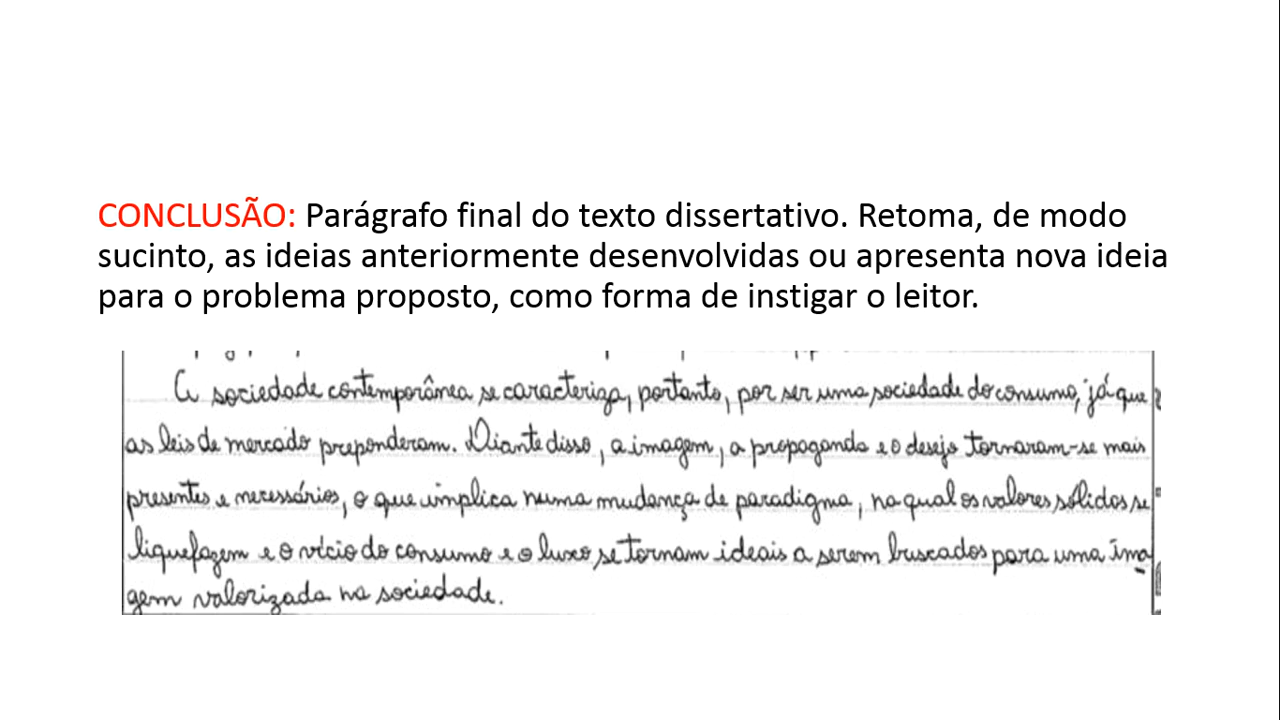 CONCLUSÃO: Parágrafo final do texto dissertativo. Retoma, de modo
sucinto, as ideias anteriormente desenvolvidas ou apresenta nova ideia
para o problema proposto, como forma de instigar o leitor.
A sociedade contemporânea se caracteriza, portanto, por ser uma sociedade do consumo, já que
as leis de mercado preponderam. Diante disso, a imagem, a propaganda e o desejo tornaram-se mais
presentes e necessários, o que implica numa mudança de paradigma, na qual os valores sólidos se
liquefazem e o vício do consumo e o luxo se tornam ideais a serem buscados para uma ima
gem valorizada na sociedade.